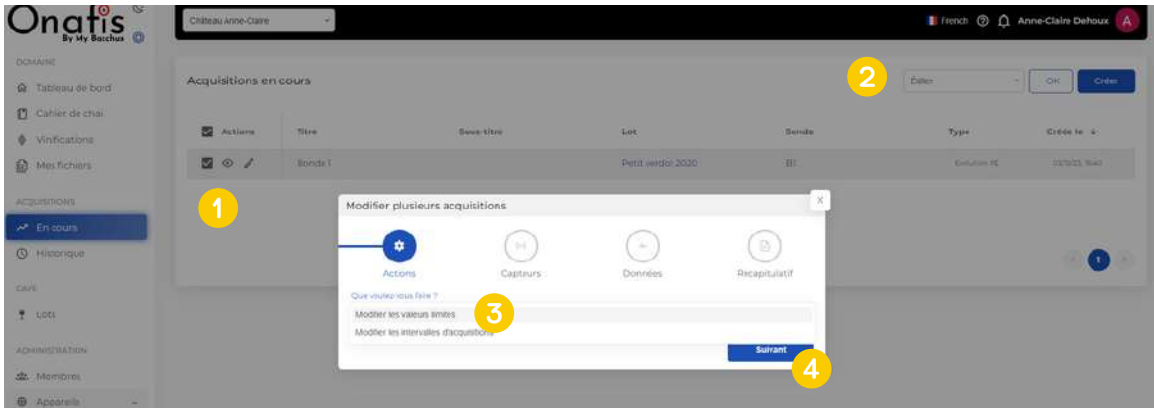 Onafis
By My Bacchus
Château Anne-Claire
French
Anne-Claire Dehoux
A
DOMAINE
Tableau de bord
Cahier de chai
Vinifications
Mes fichiers
ACQUISITIONS
En cours
Historique
CAVE
Lots
ADMINISTRATION
Membres
Appareils
Acquisitions en cours
2
Éditer
OK
Créer
Actions
Titre
Sous-titre
Lot
Sonde
Type
Créée le
Bonde 1
Petit verdot 2020
B1
1
1
Modifier plusieurs acquisitions
X
Actions
Capteurs
Données
Récapitulatif
Que voulez-vous faire ?
Modifier les valeurs limites
3
Modifier les intervalles d'acquisitions
Suivant
4